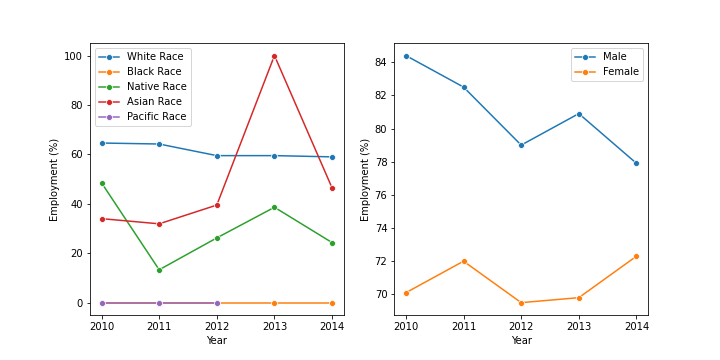 White Race
Black Race
Native Race
Asian Race
Pacific Race
Employment (%)
100
80
60
40
20
0
2010 2011 2012 2013 2014
Year
Male
Female
Employment (%)
84
82
80
78
76
74
72
70
2010 2011 2012 2013 2014
Year